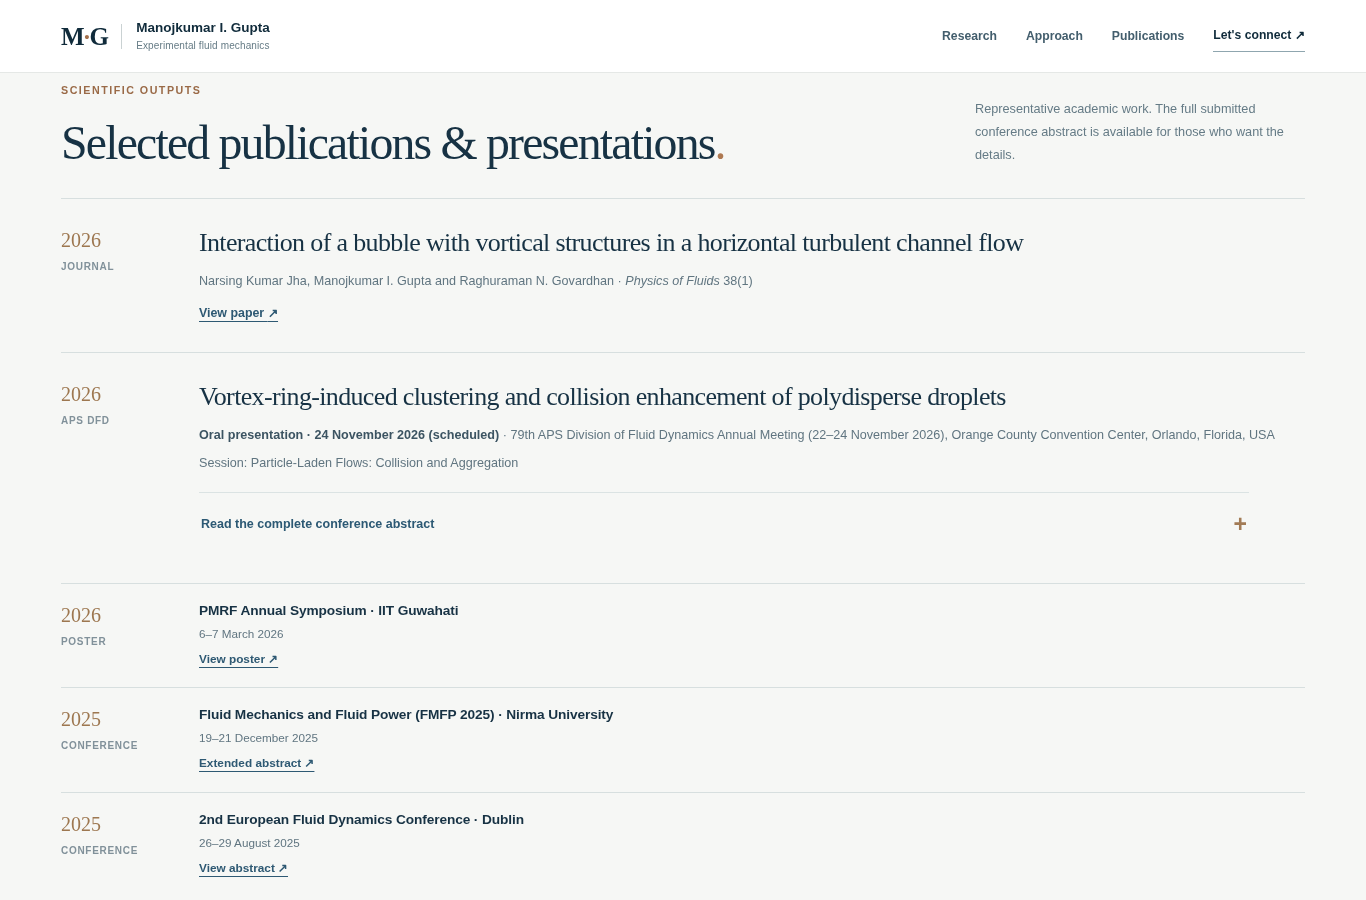 M·G
Manojkumar I. Gupta
Experimental fluid mechanics
Research
Approach
Publications
Let's connect ↗
SCIENTIFIC OUTPUTS
Selected publications & presentations.
Representative academic work. The full submitted
conference abstract is available for those who want the
details.
2026
JOURNAL
Interaction of a bubble with vortical structures in a horizontal turbulent channel flow
Narsing Kumar Jha, Manojkumar I. Gupta and Raghuraman N. Govardhan · Physics of Fluids 38(1)
View paper ↗
2026
APS DFD
Vortex-ring-induced clustering and collision enhancement of polydisperse droplets
Oral presentation · 24 November 2026 (scheduled) · 79th APS Division of Fluid Dynamics Annual Meeting (22–24 November 2026), Orange County Convention Center, Orlando, Florida, USA
Session: Particle-Laden Flows: Collision and Aggregation
Read the complete conference abstract +
2026
POSTER
PMRF Annual Symposium · IIT Guwahati
6–7 March 2026
View poster ↗
2025
CONFERENCE
Fluid Mechanics and Fluid Power (FMFP 2025) · Nirma University
19–21 December 2025
Extended abstract ↗
2025
CONFERENCE
2nd European Fluid Dynamics Conference · Dublin
26–29 August 2025
View abstract ↗